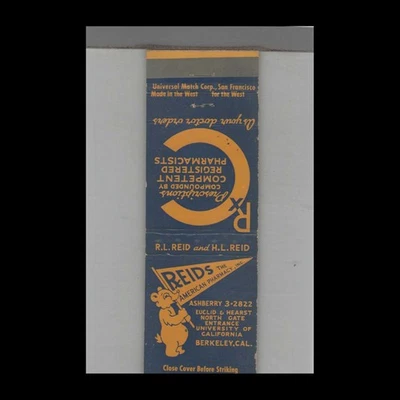 Universal Match Corp., San Francisco
Made in the West for the West
As your doctor orders
Rx
Prescriptions
COMPOUNDED BY
COMPETENT
REGISTERED
PHARMACISTS
R.L. REID and H.L. REID
REIDS THE
AMERICAN PHARMACY, INC.
ASHBERRY 3-2822
EUCLID & HEARST
NORTH GATE
ENTRANCE
UNIVERSITY OF
CALIFORNIA
BERKELEY, CAL.
Close Cover Before Striking